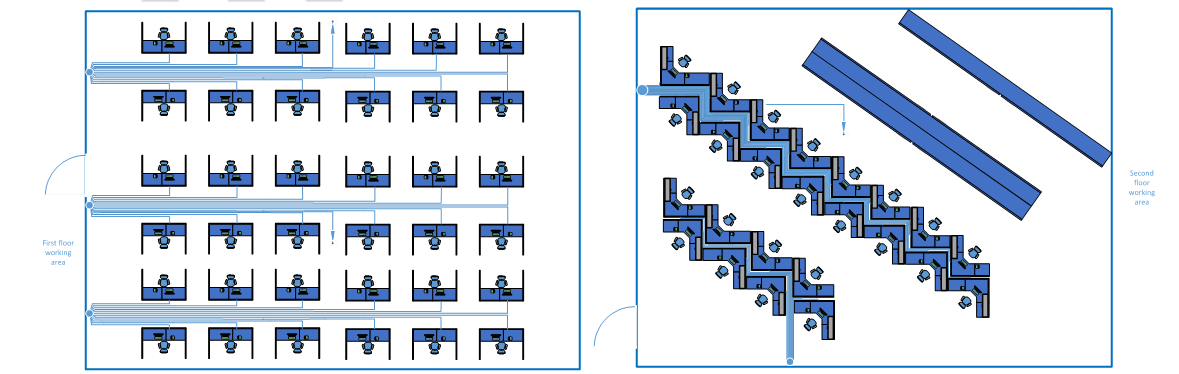 First floor
working
area
Second
floor
working
area